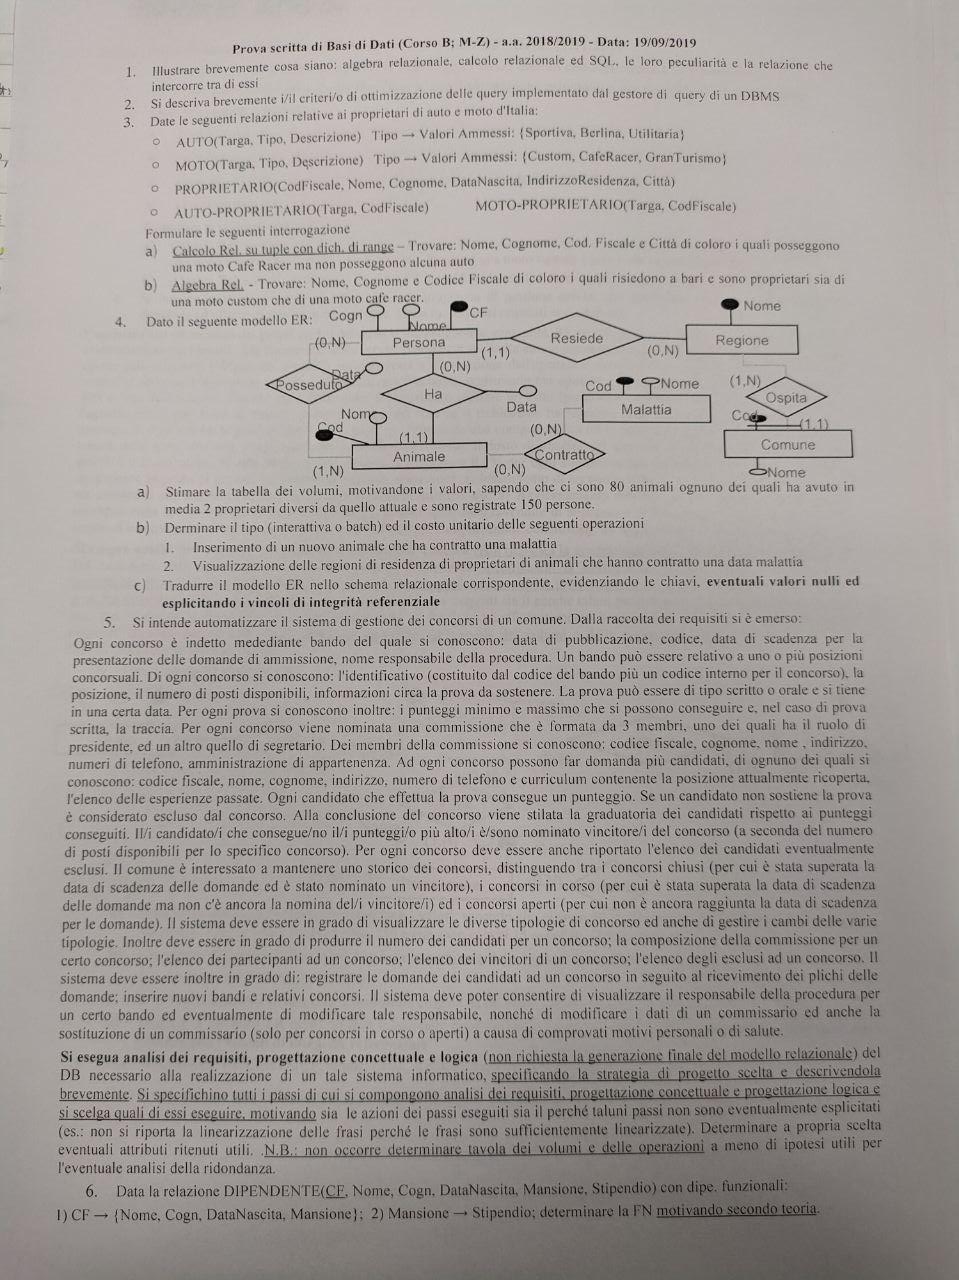 Prova scritta di Basi di Dati (Corso B; M-Z) - a.a. 2018/2019 - Data: 19/09/2019
1. Illustrare brevemente cosa siano: algebra relazionale, calcolo relazionale ed SQL, le loro peculiarità e la relazione che
intercorre tra di essi
2. Si descriva brevemente i/il criteri/o di ottimizzazione delle query implementato dal gestore di query di un DBMS
3. Date le seguenti relazioni relative ai proprietari di auto e moto d'Italia:
o AUTO(Targa, Tipo, Descrizione) Tipo → Valori Ammessi: {Sportiva, Berlina, Utilitaria}
o MOTO(Targa, Tipo, Descrizione) Tipo → Valori Ammessi: {Custom, CafeRacer, GranTurismo}
o PROPRIETARIO(CodFiscale, Nome, Cognome, DataNascita, IndirizzoResidenza, Città)
o AUTO-PROPRIETARIO(Targa, CodFiscale) MOTO-PROPRIETARIO(Targa, CodFiscale)
Formulare le seguenti interrogazione
a) Calcolo Rel. su tuple con dich. di range – Trovare: Nome, Cognome, Cod. Fiscale e Città di coloro i quali posseggono
una moto Cafe Racer ma non posseggono alcuna auto
b) Algebra Rel. - Trovare: Nome, Cognome e Codice Fiscale di coloro i quali risiedono a bari e sono proprietari sia di
una moto custom che di una moto cafe racer.
4. Dato il seguente modello ER:
Cogn
Nome
CF
Nome
(0,N)
Persona
(1,1)
Resiede
(0,N)
Regione
Data
(0,N)
Posseduto
Ha
Data
Cod
Nome
Malattia
(1,N)
Ospita
Nome
Cod
Cod
(1,1)
(1,1)
(0,N)
Comune
Animale
Contratto
(1,N)
(0,N)
Nome
a) Stimare la tabella dei volumi, motivandone i valori, sapendo che ci sono 80 animali ognuno dei quali ha avuto in
media 2 proprietari diversi da quello attuale e sono registrate 150 persone.
b) Derminare il tipo (interattiva o batch) ed il costo unitario delle seguenti operazioni
1. Inserimento di un nuovo animale che ha contratto una malattia
2. Visualizzazione delle regioni di residenza di proprietari di animali che hanno contratto una data malattia
c) Tradurre il modello ER nello schema relazionale corrispondente, evidenziando le chiavi, eventuali valori nulli ed
esplicitando i vincoli di integrità referenziale
5. Si intende automatizzare il sistema di gestione dei concorsi di un comune. Dalla raccolta dei requisiti si è emerso:
Ogni concorso è indetto medediante bando del quale si conoscono: data di pubblicazione, codice, data di scadenza per la
presentazione delle domande di ammissione, nome responsabile della procedura. Un bando può essere relativo a uno o più posizioni
concorsuali. Di ogni concorso si conoscono: l'identificativo (costituito dal codice del bando più un codice interno per il concorso), la
posizione, il numero di posti disponibili, informazioni circa la prova da sostenere. La prova può essere di tipo scritto o orale e si tiene
in una certa data. Per ogni prova si conoscono inoltre: i punteggi minimo e massimo che si possono conseguire e, nel caso di prova
scritta, la traccia. Per ogni concorso viene nominata una commissione che è formata da 3 membri, uno dei quali ha il ruolo di
presidente, ed un altro quello di segretario. Dei membri della commissione si conoscono: codice fiscale, cognome, nome , indirizzo,
numeri di telefono, amministrazione di appartenenza. Ad ogni concorso possono far domanda più candidati, di ognuno dei quali si
conoscono: codice fiscale, nome, cognome, indirizzo, numero di telefono e curriculum contenente la posizione attualmente ricoperta,
l'elenco delle esperienze passate. Ogni candidato che effettua la prova consegue un punteggio. Se un candidato non sostiene la prova
è considerato escluso dal concorso. Alla conclusione del concorso viene stilata la graduatoria dei candidati rispetto ai punteggi
conseguiti. Il/i candidato/i che consegue/no il/i punteggi/o più alto/i è/sono nominato vincitore/i del concorso (a seconda del numero
di posti disponibili per lo specifico concorso). Per ogni concorso deve essere anche riportato l'elenco dei candidati eventualmente
esclusi. Il comune è interessato a mantenere uno storico dei concorsi, distinguendo tra i concorsi chiusi (per cui è stata superata la
data di scadenza delle domande ed è stato nominato un vincitore), i concorsi in corso (per cui è stata superata la data di scadenza
delle domande ma non c'è ancora la nomina del/i vincitore/i) ed i concorsi aperti (per cui non è ancora raggiunta la data di scadenza
per le domande). Il sistema deve essere in grado di visualizzare le diverse tipologie di concorso ed anche di gestire i cambi delle varie
tipologie. Inoltre deve essere in grado di produrre il numero dei candidati per un concorso; la composizione della commissione per un
certo concorso; l'elenco dei partecipanti ad un concorso; l'elenco dei vincitori di un concorso; l'elenco degli esclusi ad un concorso. Il
sistema deve essere inoltre in grado di: registrare le domande dei candidati ad un concorso in seguito al ricevimento dei plichi delle
domande; inserire nuovi bandi e relativi concorsi. Il sistema deve poter consentire di visualizzare il responsabile della procedura per
un certo bando ed eventualmente di modificare tale responsabile, nonché di modificare i dati di un commissario ed anche la
sostituzione di un commissario (solo per concorsi in corso o aperti) a causa di comprovati motivi personali o di salute.
Si esegua analisi dei requisiti, progettazione concettuale e logica (non richiesta la generazione finale del modello relazionale) del
DB necessario alla realizzazione di un tale sistema informatico, specificando la strategia di progetto scelta e descrivendola
brevemente. Si specifichino tutti i passi di cui si compongono analisi dei requisiti, progettazione concettuale e progettazione logica e
si scelga quali di essi eseguire, motivando sia le azioni dei passi eseguiti sia il perché taluni passi non sono eventualmente esplicitati
(es.: non si riporta la linearizzazione delle frasi perché le frasi sono sufficientemente linearizzate). Determinare a propria scelta
eventuali attributi ritenuti utili. .N.B.: non occorre determinare tavola dei volumi e delle operazioni a meno di ipotesi utili per
l'eventuale analisi della ridondanza.
6. Data la relazione DIPENDENTE(CF, Nome, Cogn, DataNascita, Mansione, Stipendio) con dipe. funzionali:
1) CF → {Nome, Cogn, DataNascita, Mansione}; 2) Mansione → Stipendio; determinare la FN motivando secondo teoria.